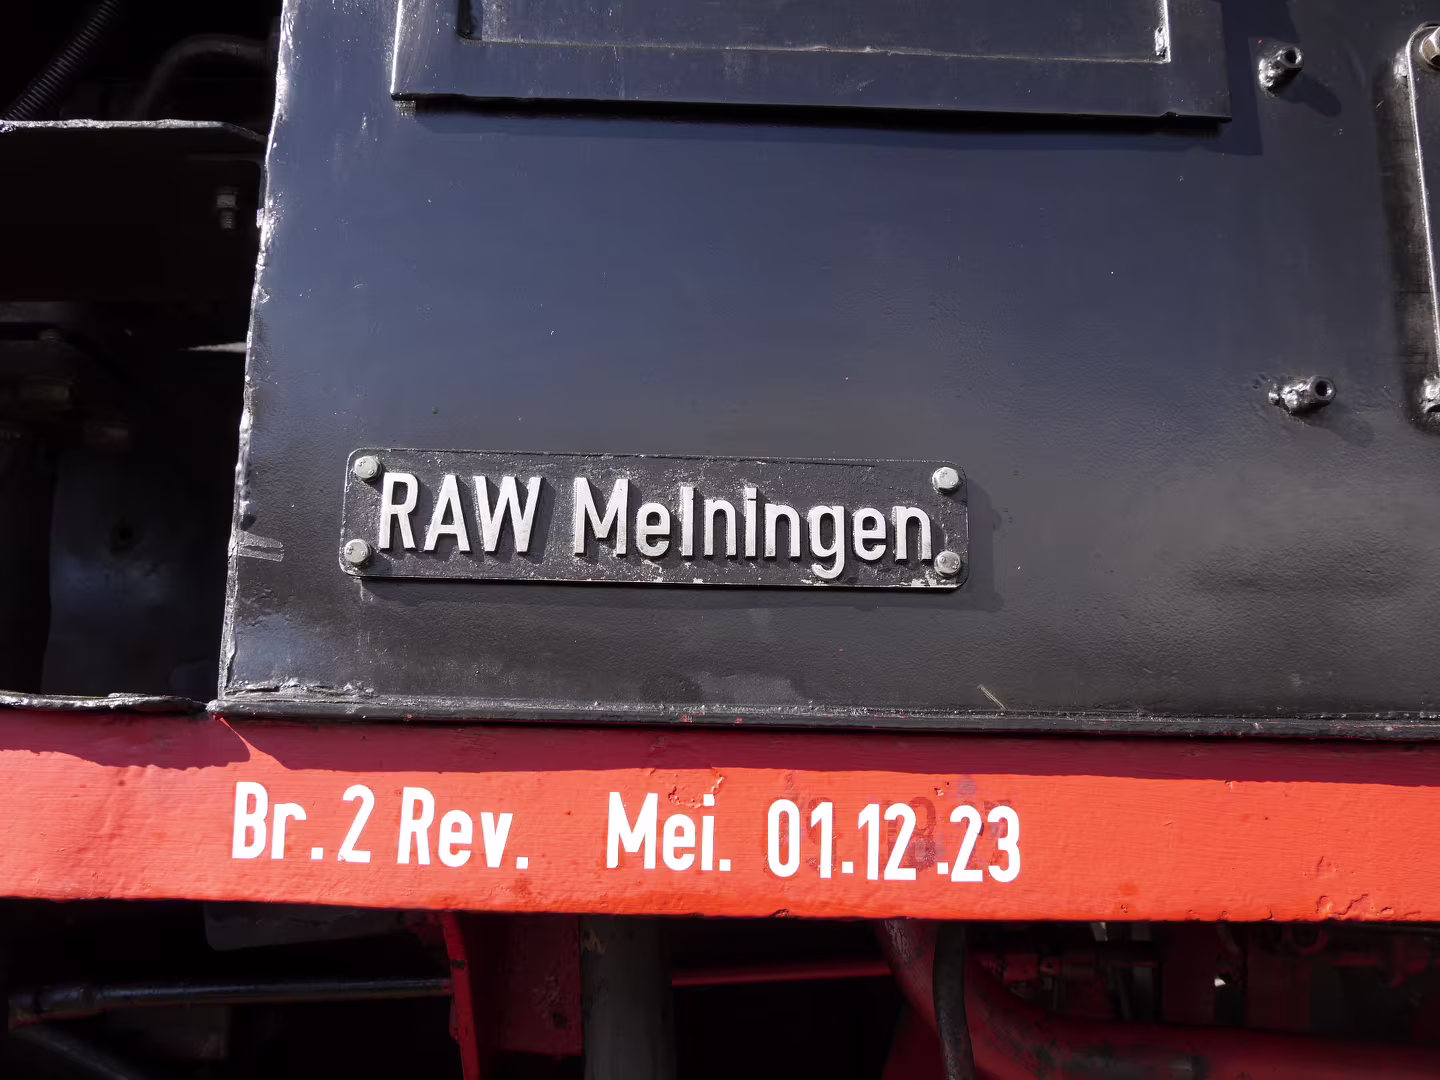 RAW MeIningen
Br.2 Rev. Mei. 01.12.23